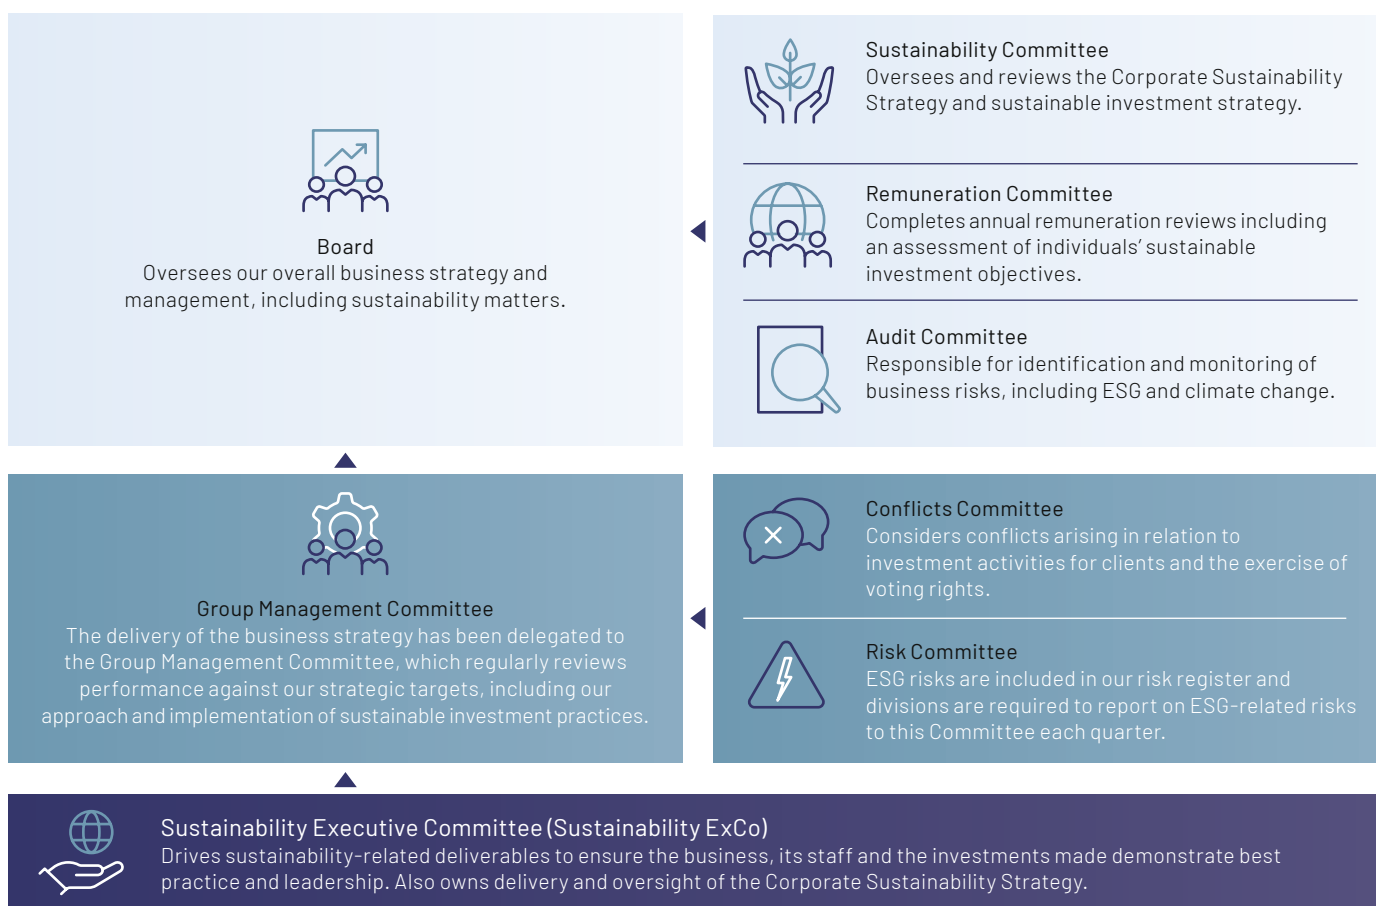 Board
Oversees our overall business strategy and
management, including sustainability matters.
Sustainability Committee
Oversees and reviews the Corporate Sustainability
Strategy and sustainable investment strategy.
Remuneration Committee
Completes annual remuneration reviews including
an assessment of individuals’ sustainable
investment objectives.
Audit Committee
Responsible for identification and monitoring of
business risks, including ESG and climate change.
Group Management Committee
The delivery of the business strategy has been delegated to
the Group Management Committee, which regularly reviews
performance against our strategic targets, including our
approach and implementation of sustainable investment practices.
Conflicts Committee
Considers conflicts arising in relation to
investment activities for clients and the exercise of
voting rights.
Risk Committee
ESG risks are included in our risk register and
divisions are required to report on ESG-related risks
to this Committee each quarter.
Sustainability Executive Committee (Sustainability ExCo)
Drives sustainability-related deliverables to ensure the business, its staff and the investments made demonstrate best
practice and leadership. Also owns delivery and oversight of the Corporate Sustainability Strategy.